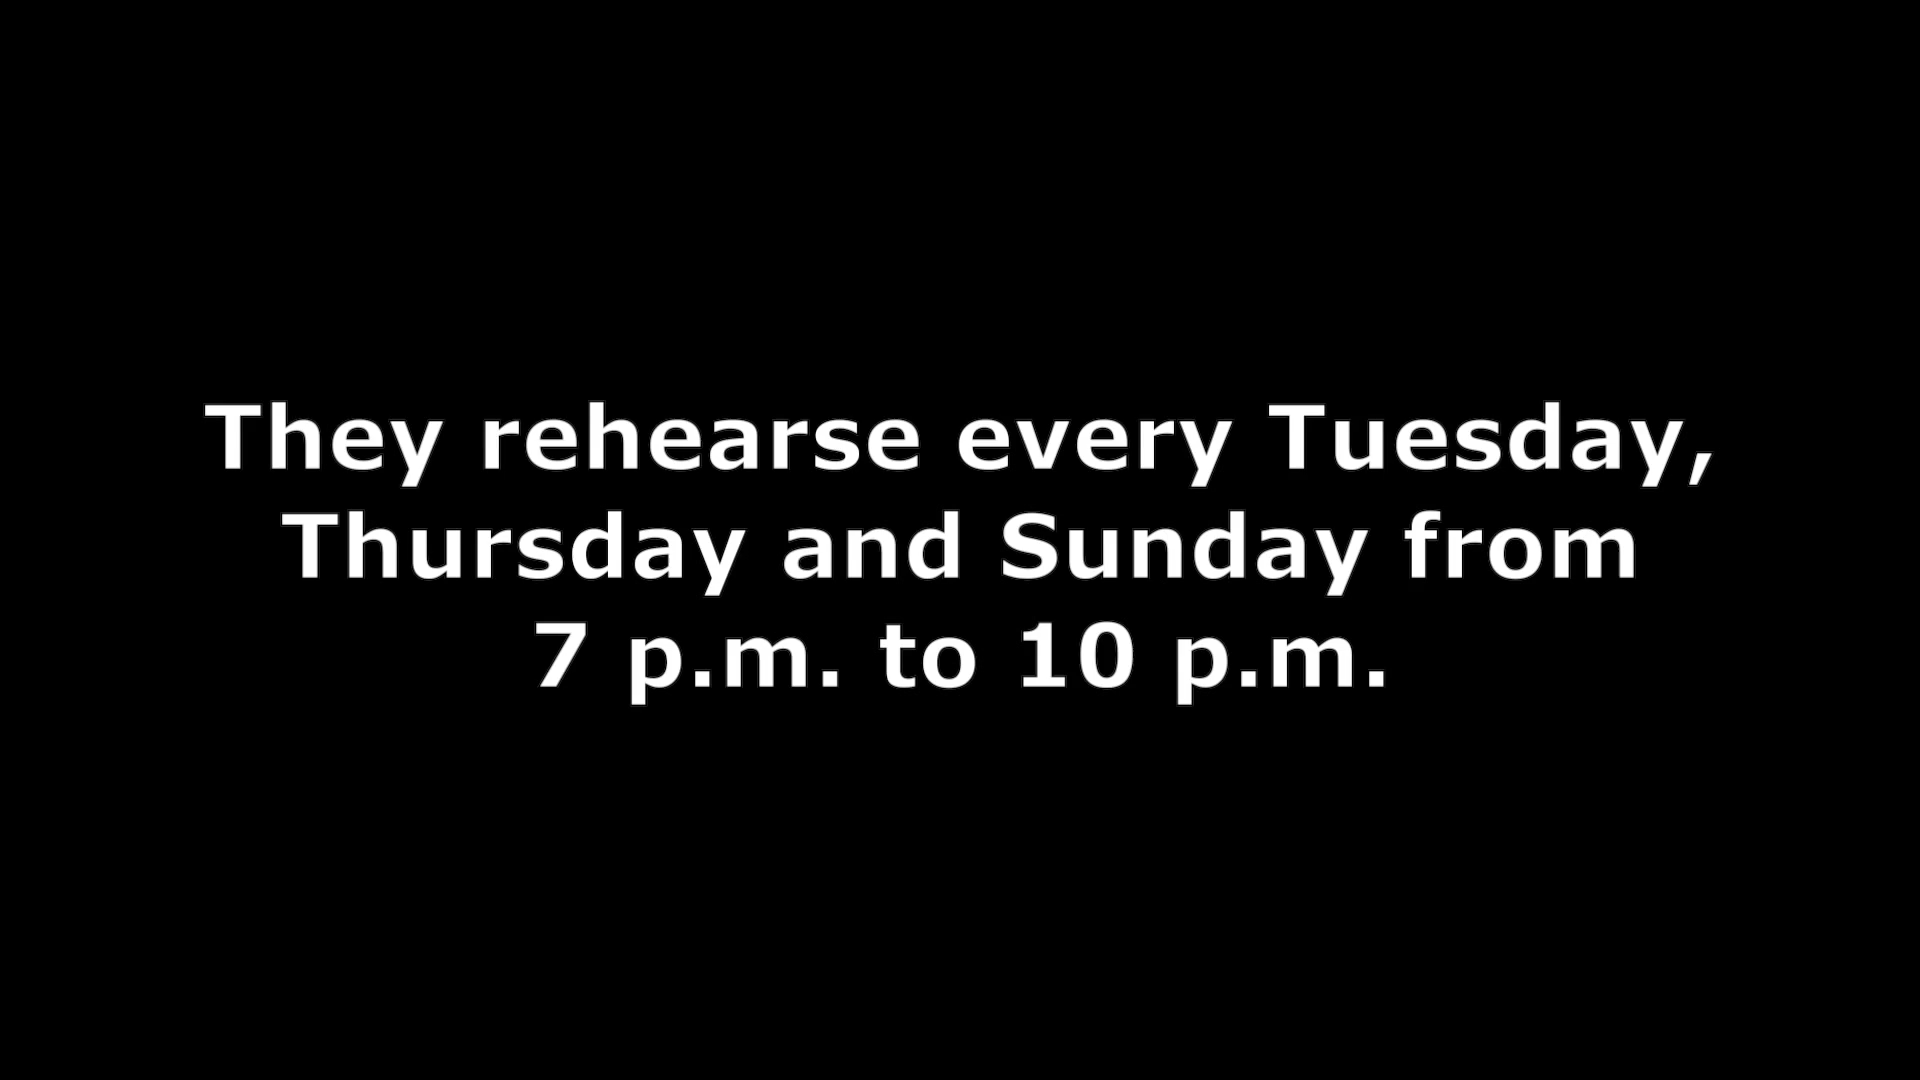 They rehearse every Tuesday,
Thursday and Sunday from
7 p.m. to 10 p.m.